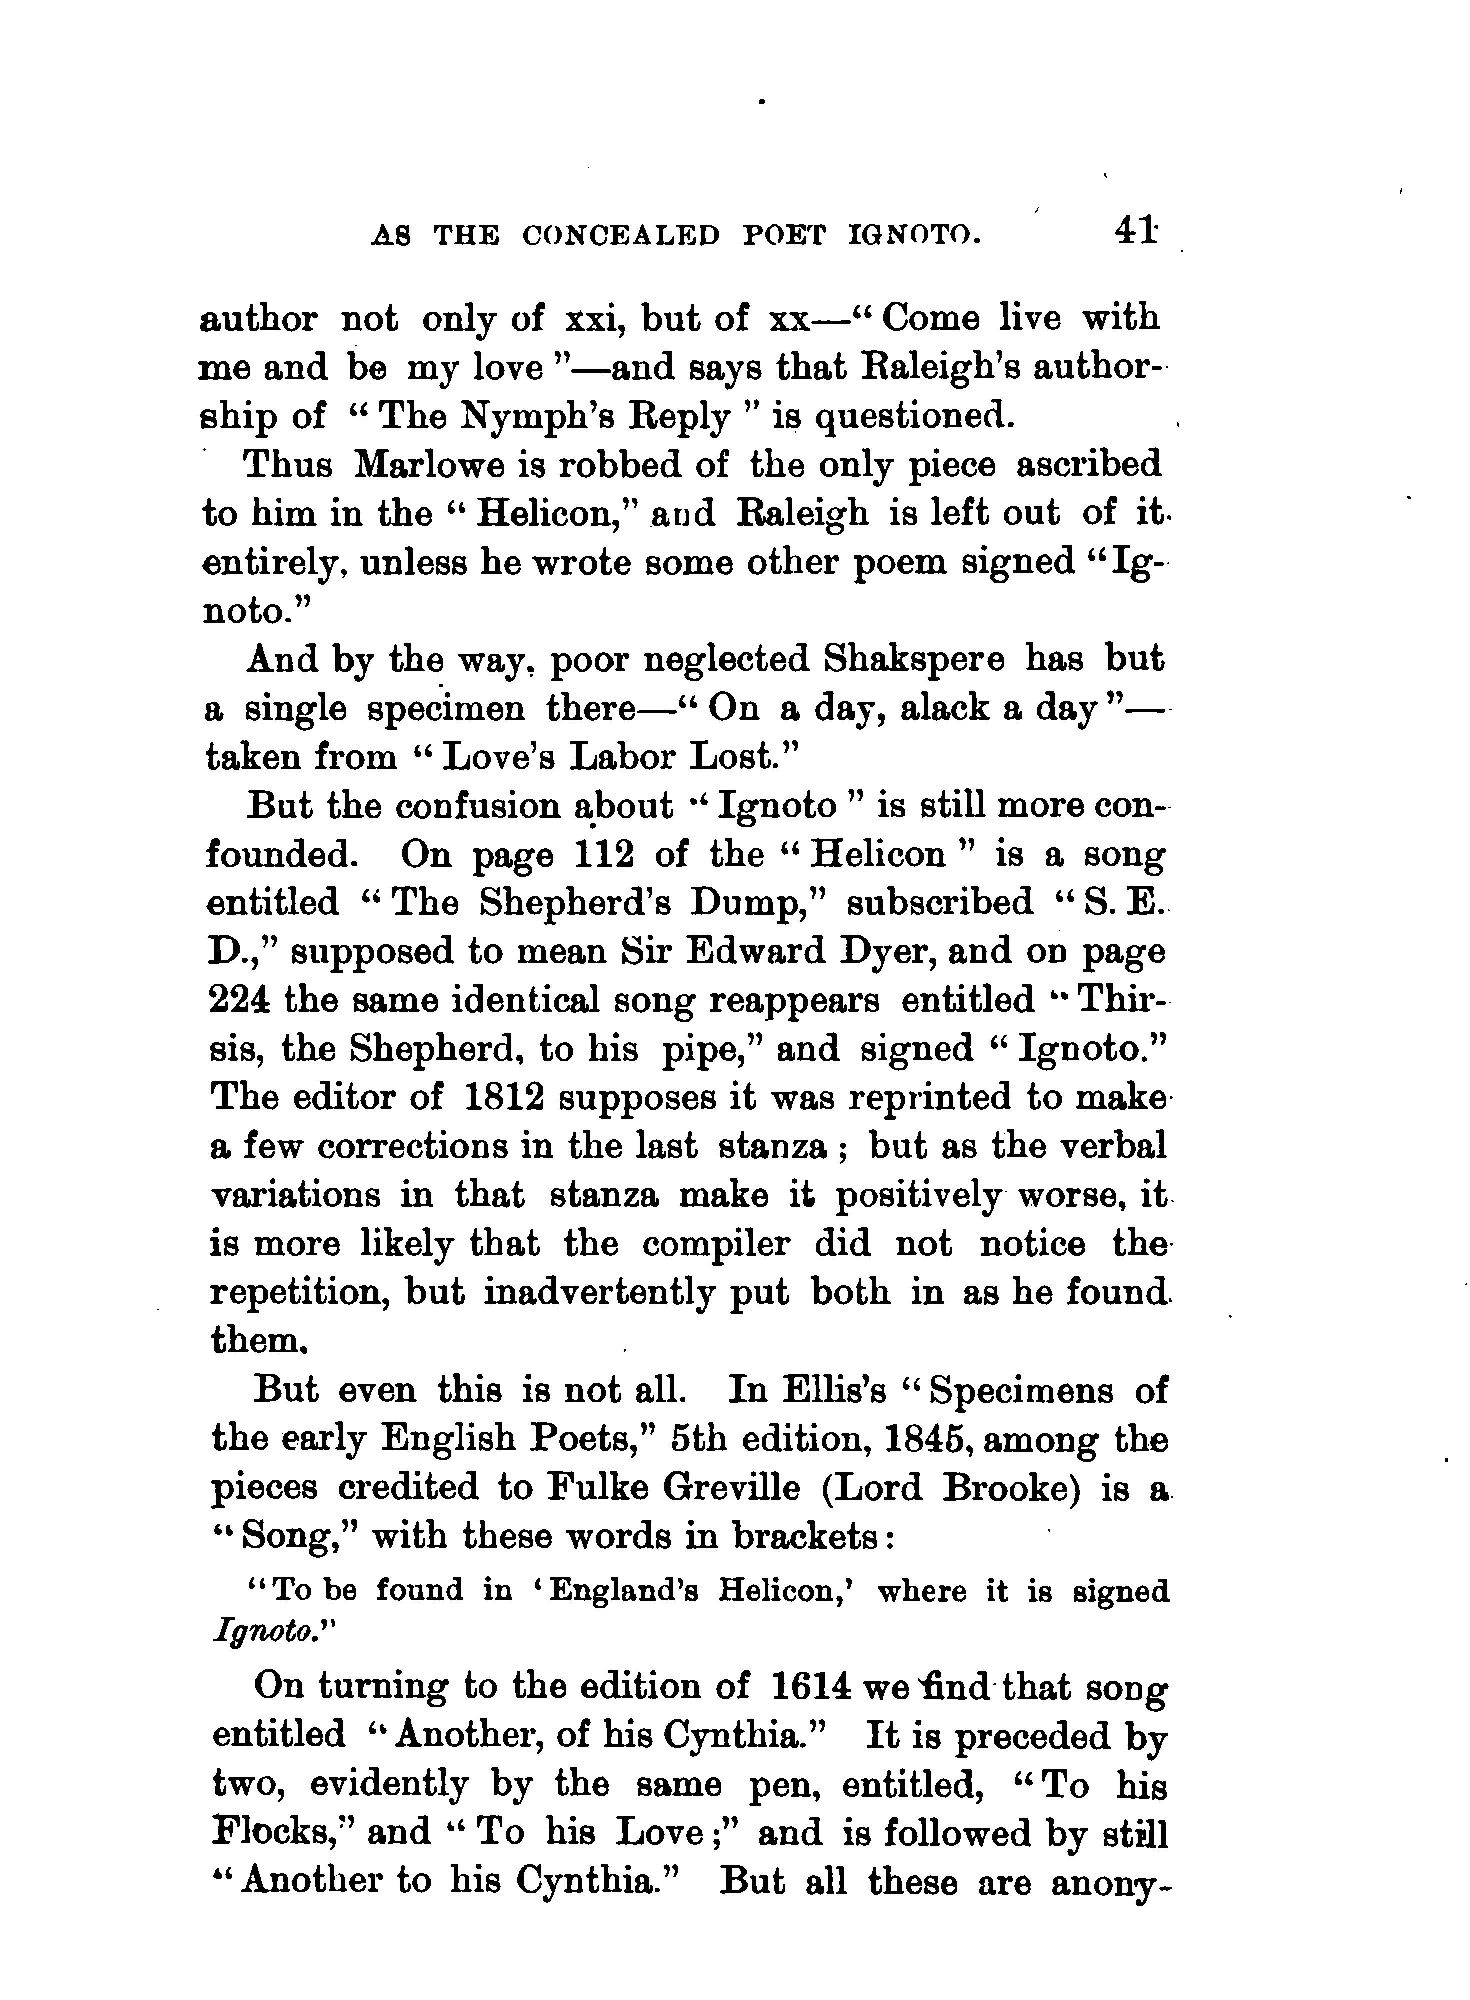 AS THE CONCEALED POET IGNOTO. 41
author not only of xxi, but of xx—“ Come live with
me and be my love ”—and says that Raleigh’s author-
ship of “ The Nymph’s Reply ” is questioned.
Thus Marlowe is robbed of the only piece ascribed
to him in the “ Helicon,” and Raleigh is left out of it
entirely, unless he wrote some other poem signed “Ig-
noto.”
And by the way, poor neglected Shakspere has but
a single specimen there—“ On a day, alack a day ”—
taken from “ Love’s Labor Lost.”
But the confusion about “ Ignoto ” is still more con-
founded. On page 112 of the “ Helicon ” is a song
entitled “ The Shepherd’s Dump,” subscribed “ S. E.
D.,” supposed to mean Sir Edward Dyer, and on page
224 the same identical song reappears entitled “ Thir-
sis, the Shepherd, to his pipe,” and signed “ Ignoto.”
The editor of 1812 supposes it was reprinted to make
a few corrections in the last stanza ; but as the verbal
variations in that stanza make it positively worse, it
is more likely that the compiler did not notice the
repetition, but inadvertently put both in as he found
them.
But even this is not all. In Ellis’s “ Specimens of
the early English Poets,” 5th edition, 1845, among the
pieces credited to Fulke Greville (Lord Brooke) is a
“ Song,” with these words in brackets :
“To be found in ‘ England’s Helicon,’ where it is signed
Ignoto.”
On turning to the edition of 1614 we find that song
entitled “ Another, of his Cynthia.” It is preceded by
two, evidently by the same pen, entitled, “ To his
Flocks,” and “ To his Love ;” and is followed by still
“ Another to his Cynthia.” But all these are anony-